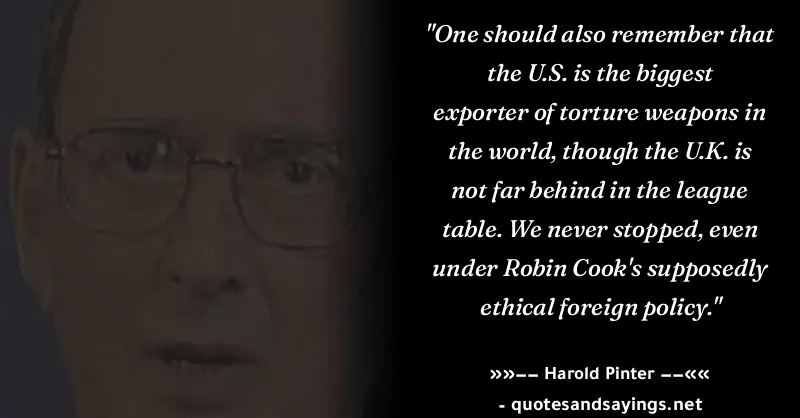 "One should also remember that
the U.S. is the biggest
exporter of torture weapons in
the world, though the U.K. is
not far behind in the league
table. We never stopped, even
under Robin Cook's supposedly
ethical foreign policy."
»»–– Harold Pinter ––««
- quotesandsayings.net